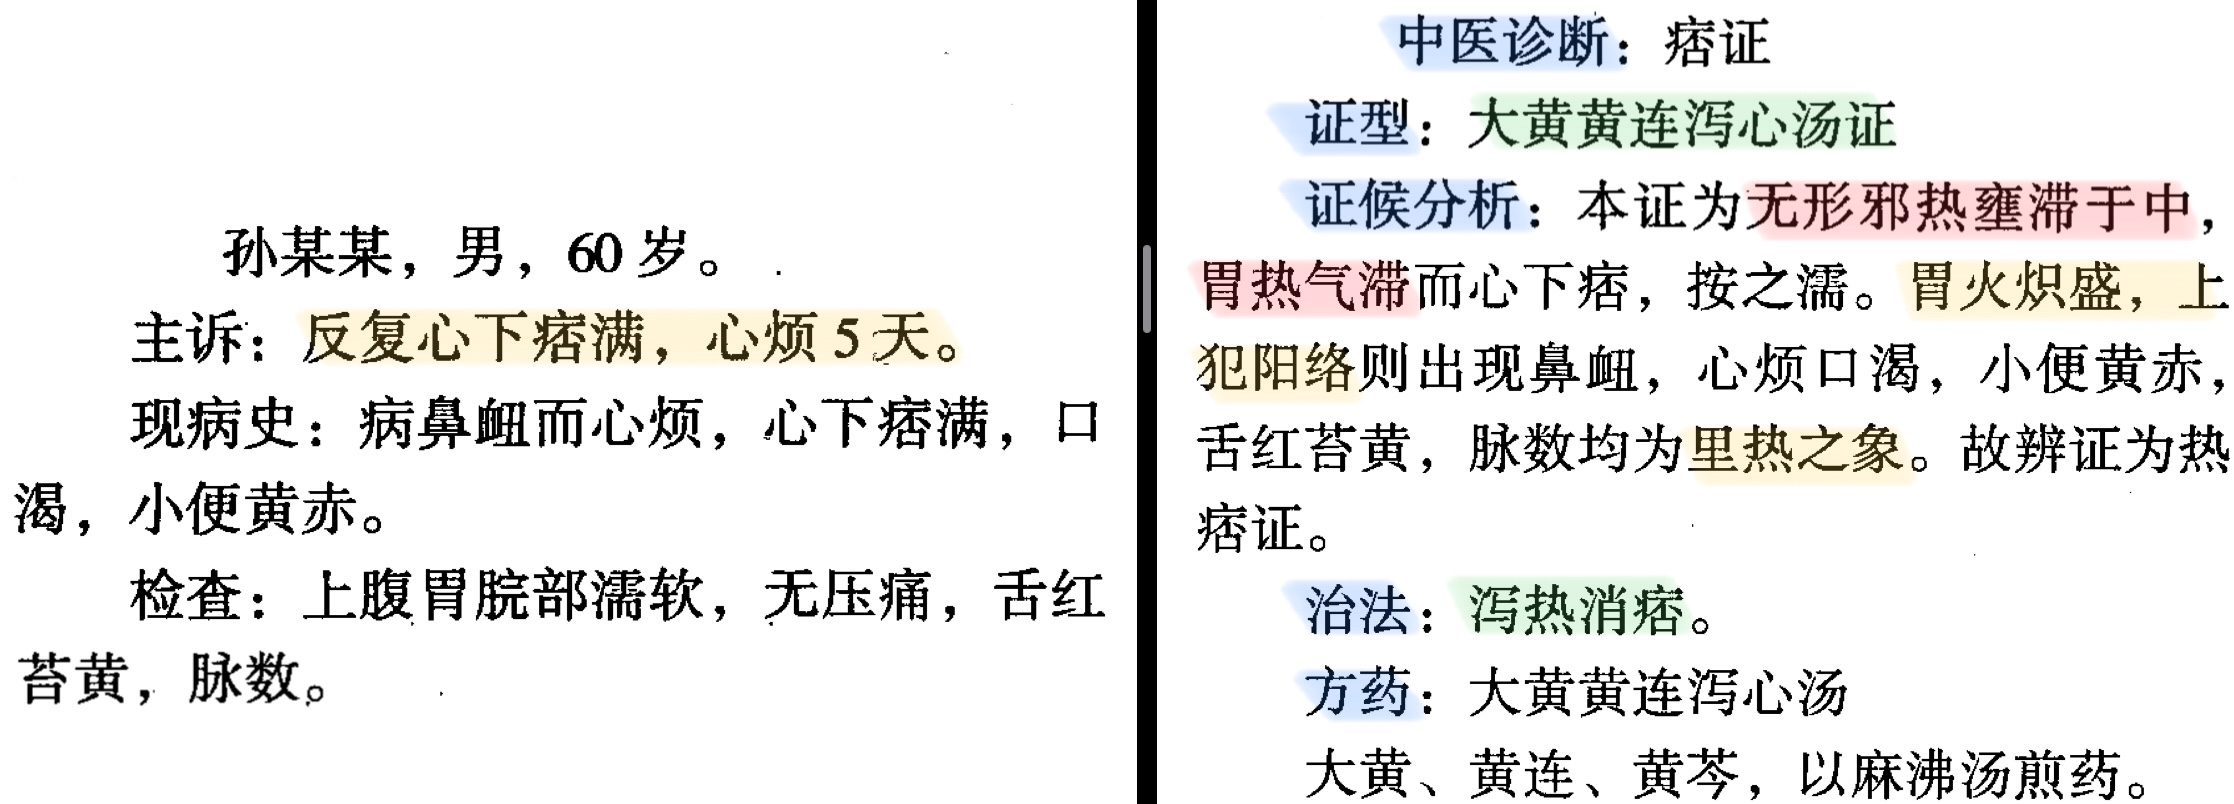 孙某某，男，60岁。
主诉：反复心下痞满，心烦5天。
现病史：病鼻衄而心烦，心下痞满，口
渴，小便黄赤。
检查：上腹胃脘部濡软，无压痛，舌红
苔黄，脉数。
中医诊断：痞证
证型：大黄黄连泻心汤证
证候分析：本证为无形邪热壅滞于中，
胃热气滞而心下痞，按之濡。胃火炽盛，上
犯阳络则出现鼻衄，心烦口渴，小便黄赤，
舌红苔黄，脉数均为里热之象。故辨证为热
痞证。
治法：泻热消痞。
方药：大黄黄连泻心汤
大黄、黄连、黄芩，以麻沸汤煎药。